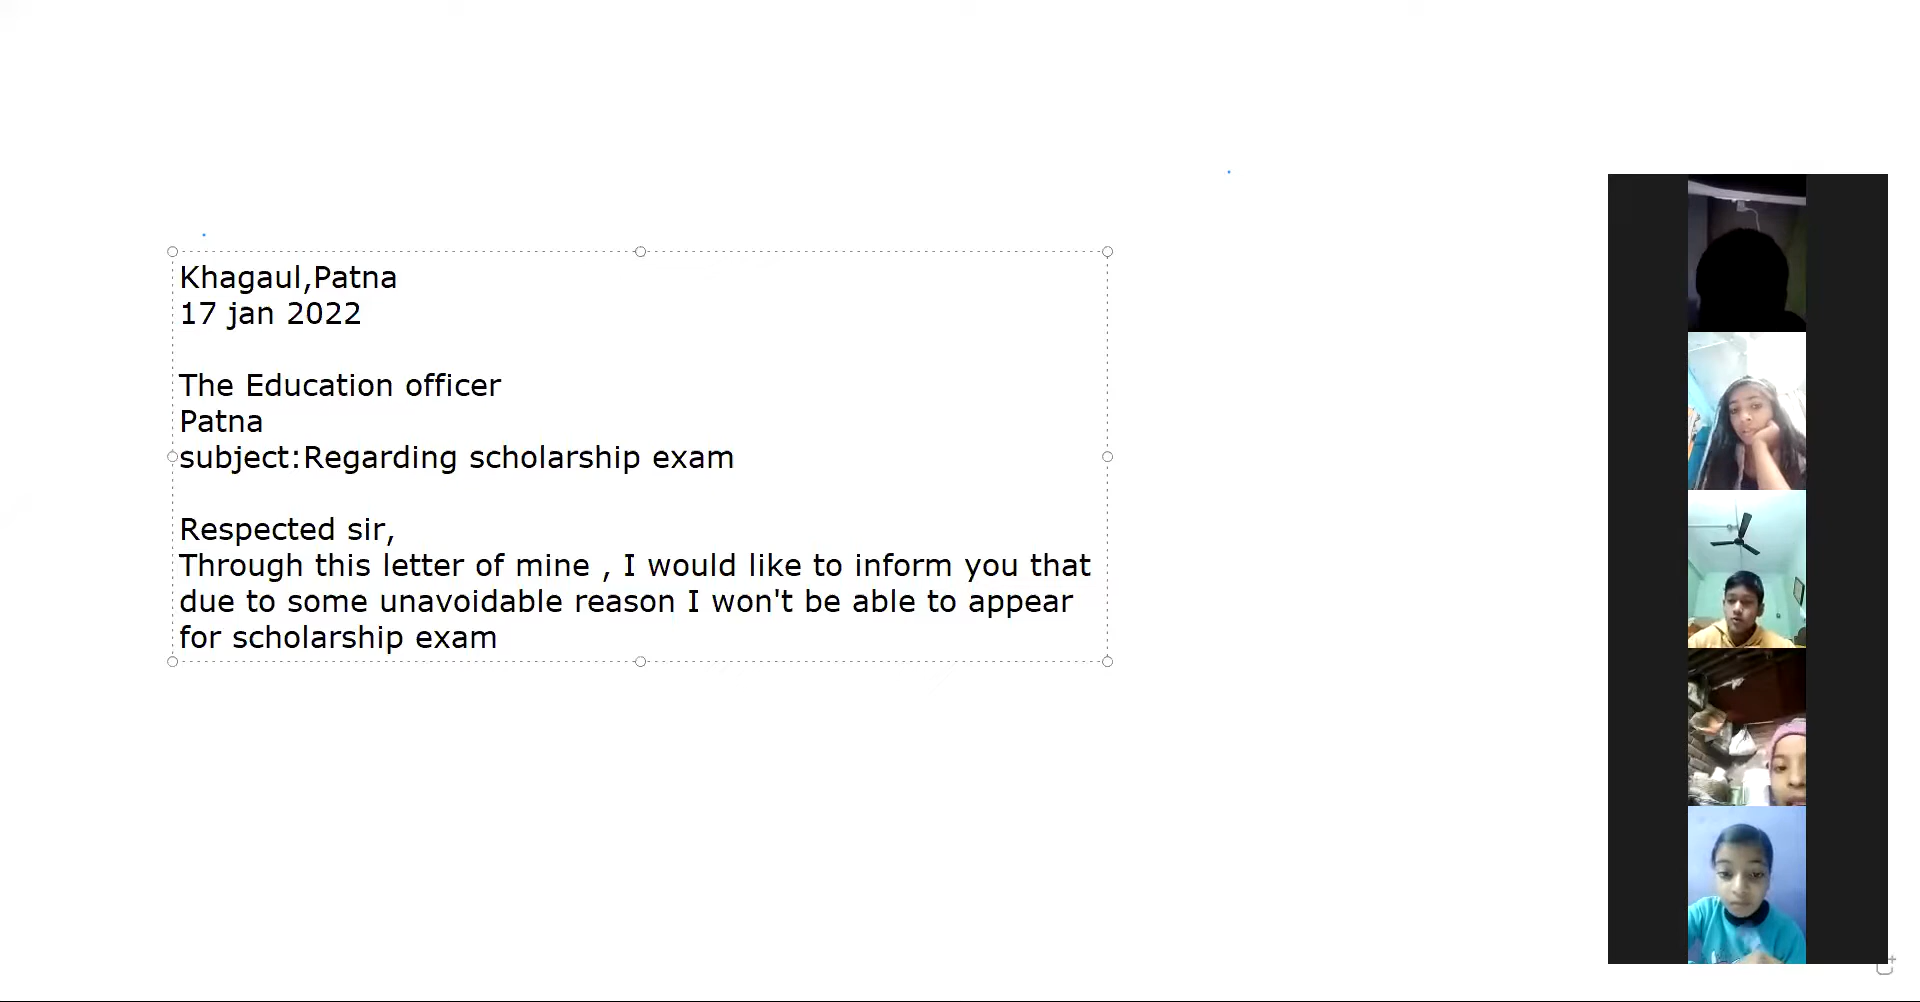 Khagaul,Patna
17 jan 2022
The Education officer
Patna
subject:Regarding scholarship exam
Respected sir,
Through this letter of mine , I would like to inform you that
due to some unavoidable reason I won't be able to appear
for scholarship exam